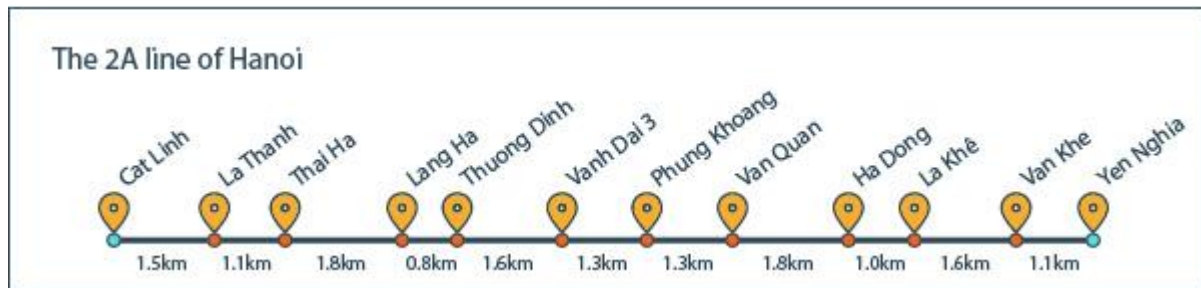 The 2A line of Hanoi
Cat Linh
La Thanh
Thai Ha
Lang Ha
Thuong Dinh
Vanh Dai 3
Phung Khoang
Van Quan
Ha Dong
La Khê
Van Khe
Yen Nghia
1.5km 1.1km 1.8km 0.8km 1.6km 1.3km 1.3km 1.8km 1.0km 1.6km 1.1km